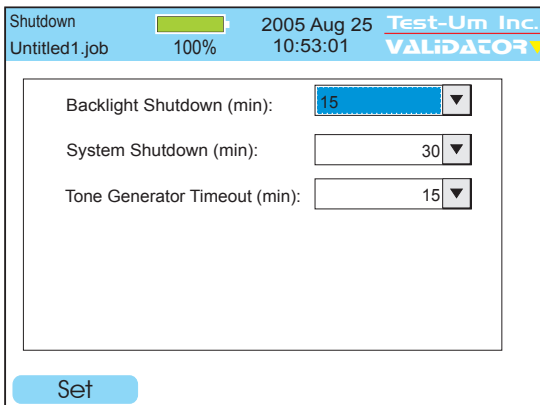 Shutdown
Untitled1.job
100%
2005 Aug 25
10:53:01
Test-Um Inc.
VALIDATOR
Backlight Shutdown (min): 15
System Shutdown (min): 30
Tone Generator Timeout (min): 15
Set